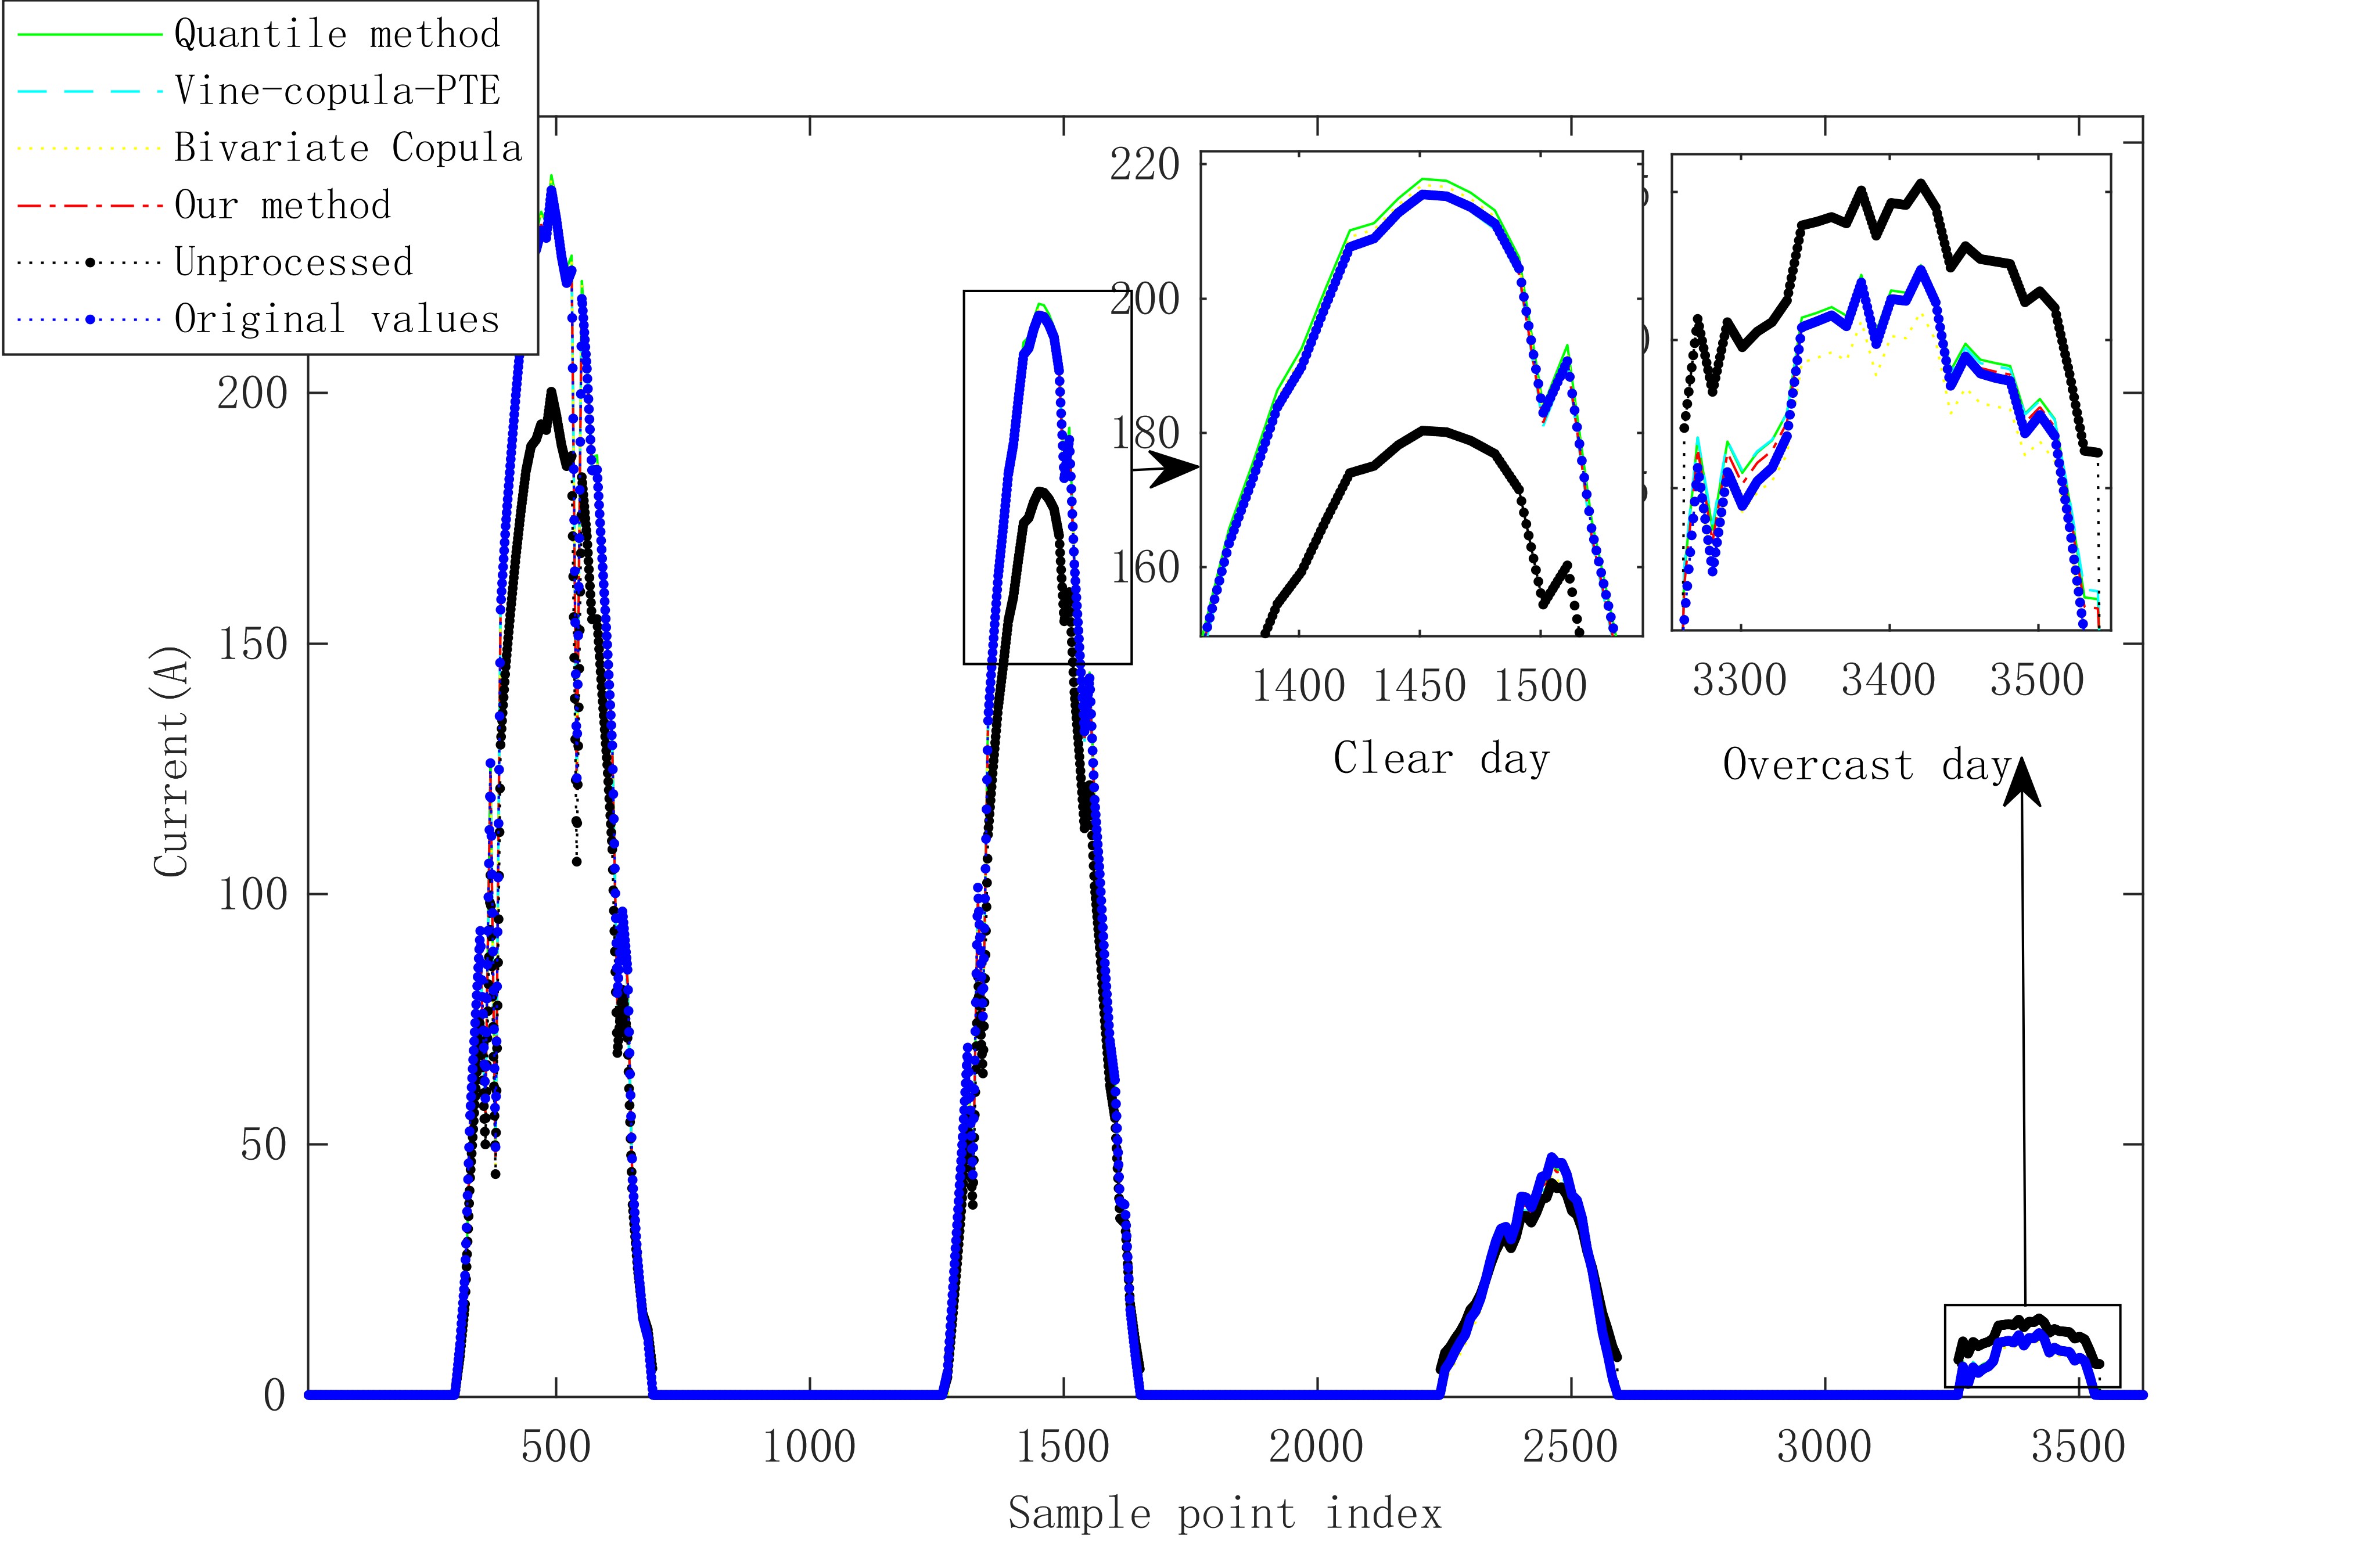 Quantile method
Vine-copula-PTE
Bivariate Copula
Our method
Unprocessed
Original values
Current(A)
200
150
100
50
0
500
1000
1500
2000
2500
3000
3500
Sample point index
220
200
180
160
1400
1450
1500
Clear day
3300
3400
3500
Overcast day